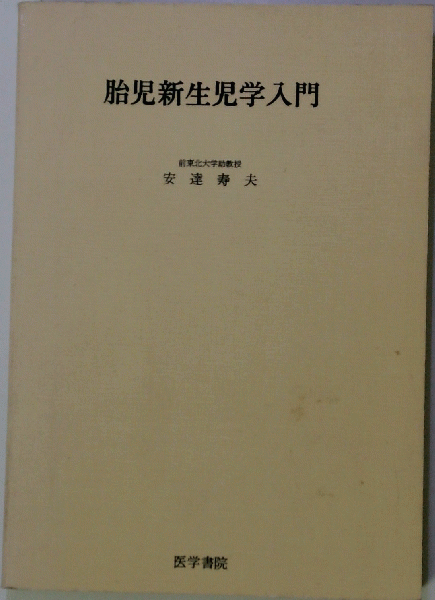 胎児新生児学入門
前東北大学助教授
安達寿夫
医学書院